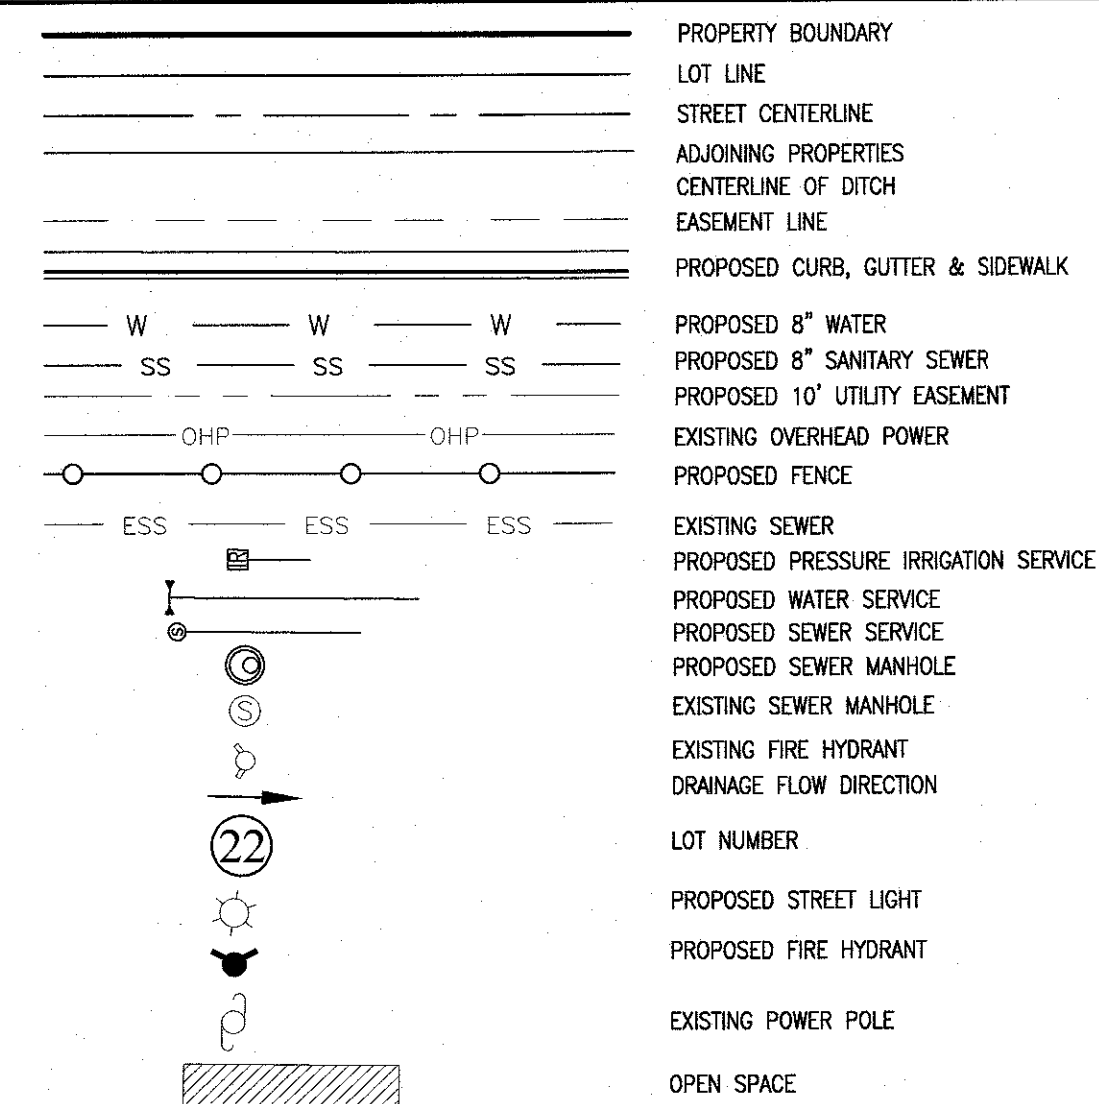 PROPERTY BOUNDARY
LOT LINE
STREET CENTERLINE
ADJOINING PROPERTIES
CENTERLINE OF DITCH
EASEMENT LINE
PROPOSED CURB, GUTTER & SIDEWALK
W W W PROPOSED 8" WATER
SS SS SS PROPOSED 8" SANITARY SEWER
PROPOSED 10' UTILITY EASEMENT
OHP OHP EXISTING OVERHEAD POWER
PROPOSED FENCE
ESS ESS ESS EXISTING SEWER
IR PROPOSED PRESSURE IRRIGATION SERVICE
PROPOSED WATER SERVICE
S PROPOSED SEWER SERVICE
PROPOSED SEWER MANHOLE
S EXISTING SEWER MANHOLE
EXISTING FIRE HYDRANT
DRAINAGE FLOW DIRECTION
22 LOT NUMBER
PROPOSED STREET LIGHT
PROPOSED FIRE HYDRANT
EXISTING POWER POLE
OPEN SPACE